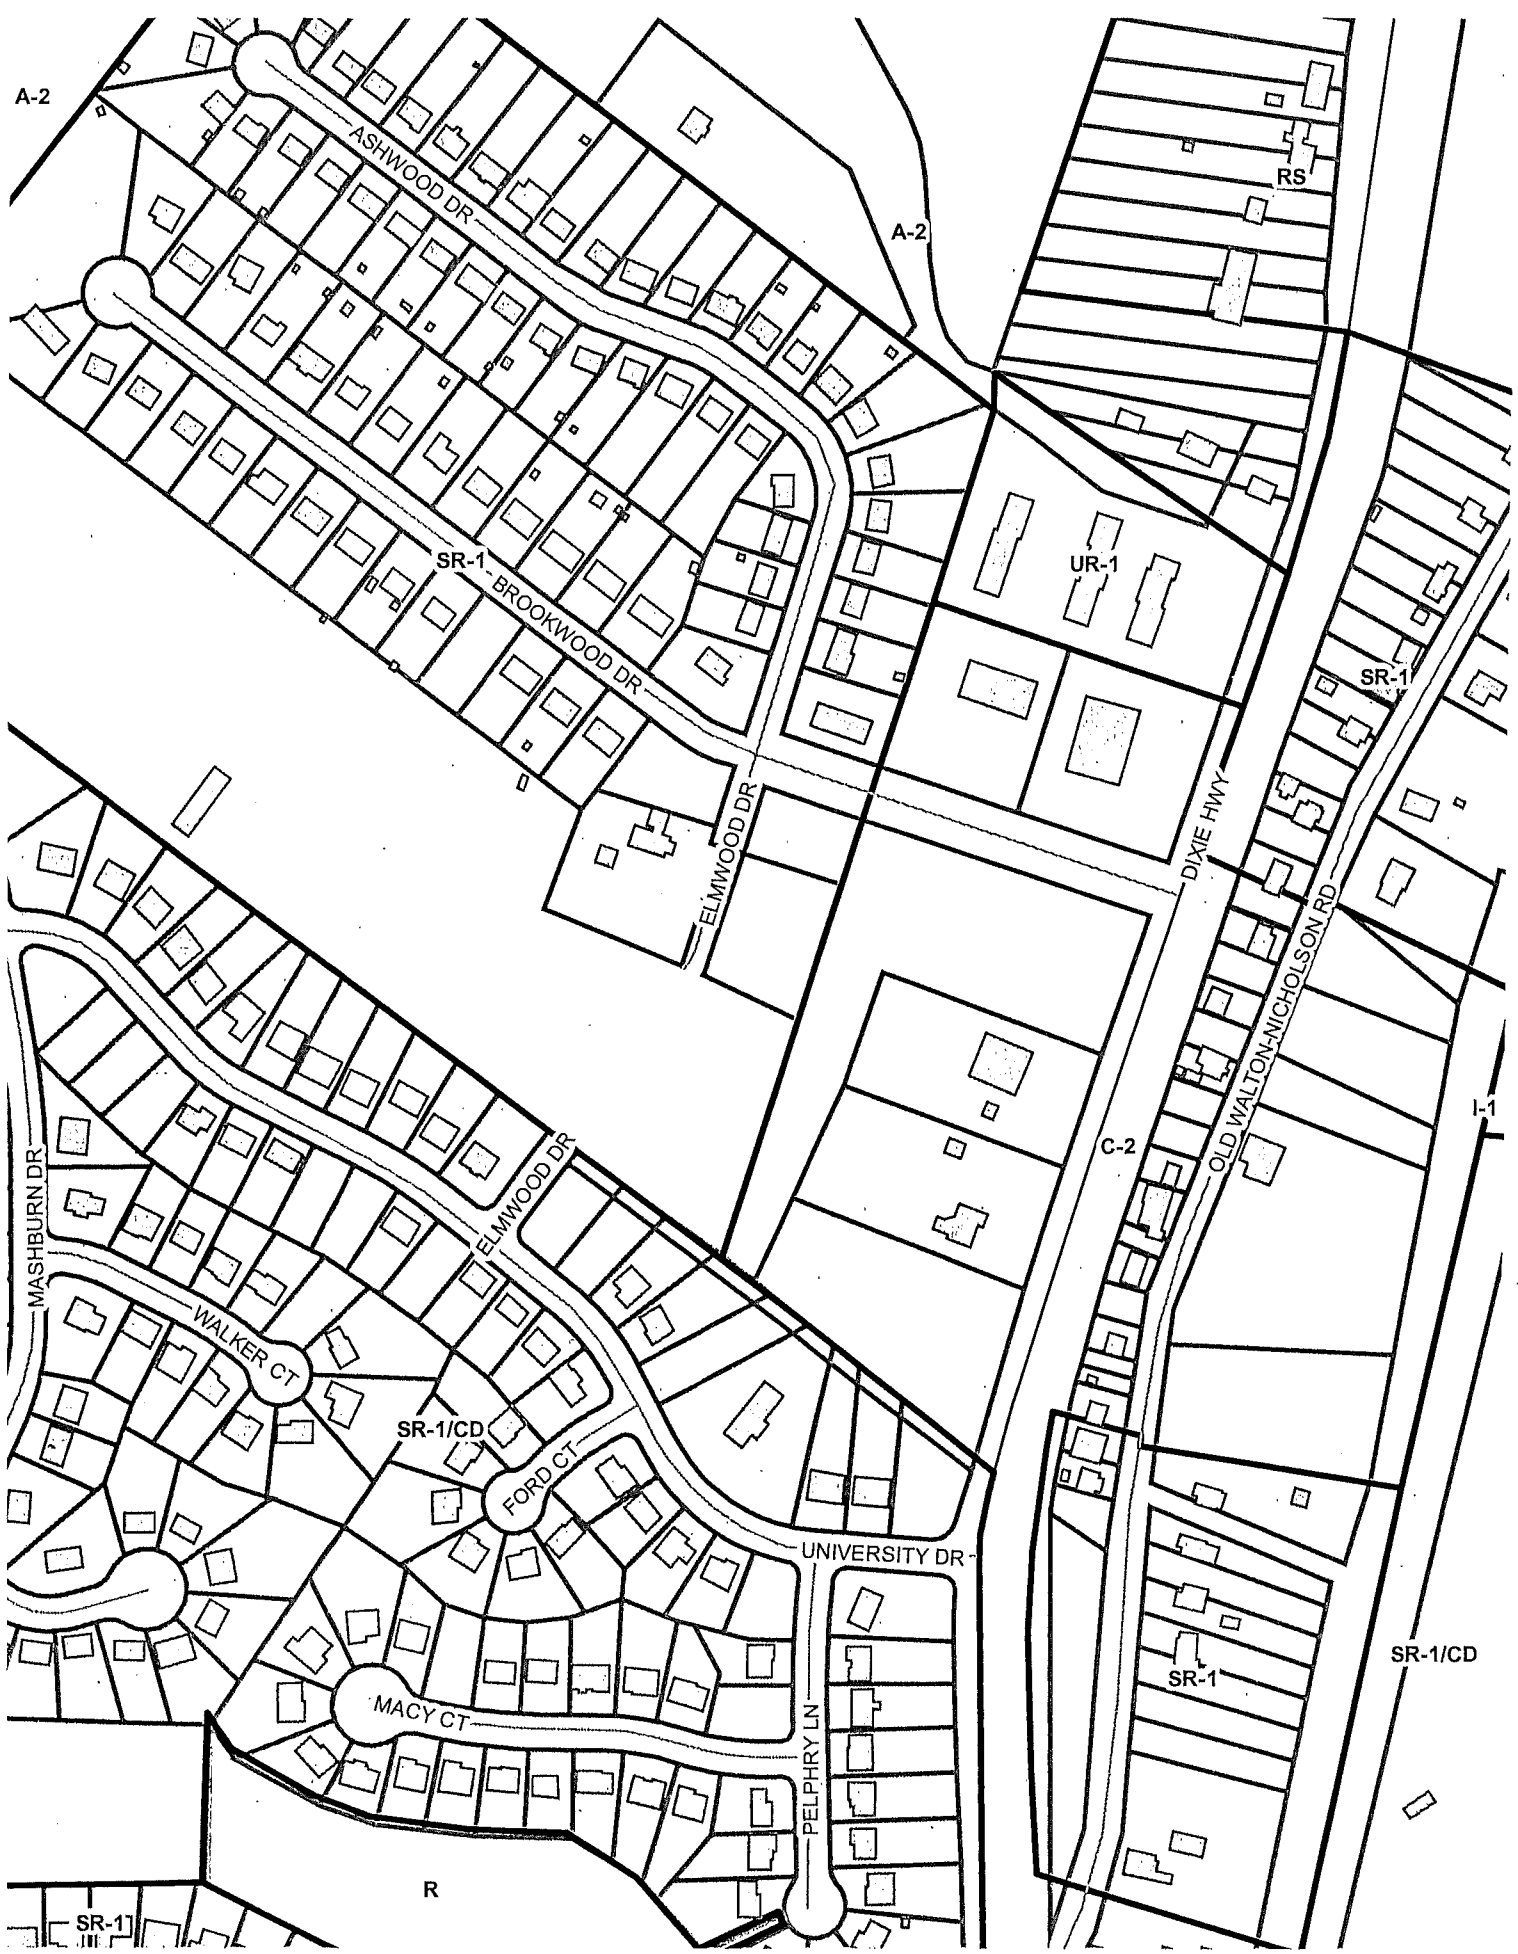 A-2
ASHWOOD DR
RS
A-2
SR-1
BROOKWOOD DR
UR-1
SR-1
ELMWOOD DR
DIXIE HWY
OLD WALTON-NICHOLSON RD
I-1
C-2
ELMWOOD DR
MASHBURN DR
WALKER CT
SR-1/CD
FORD CT
UNIVERSITY DR
SR-1/CD
SR-1
MACY CT
PELPHRY LN
R
SR-1